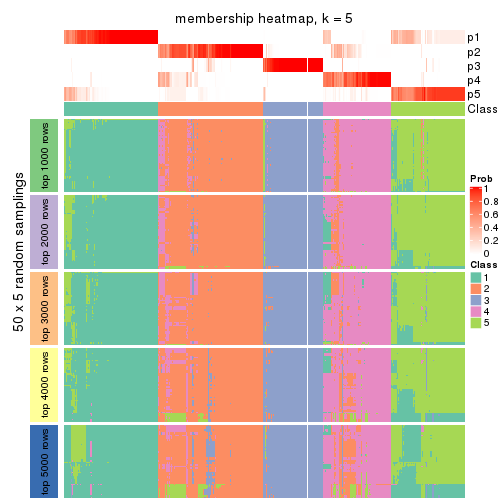 membership heatmap, k = 5
p1
p2
p3
p4
p5
Class
50 x 5 random samplings
top 1000 rows
top 2000 rows
top 3000 rows
top 4000 rows
top 5000 rows
Prob
1
0.8
0.6
0.4
0.2
0
Class
1
2
3
4
5